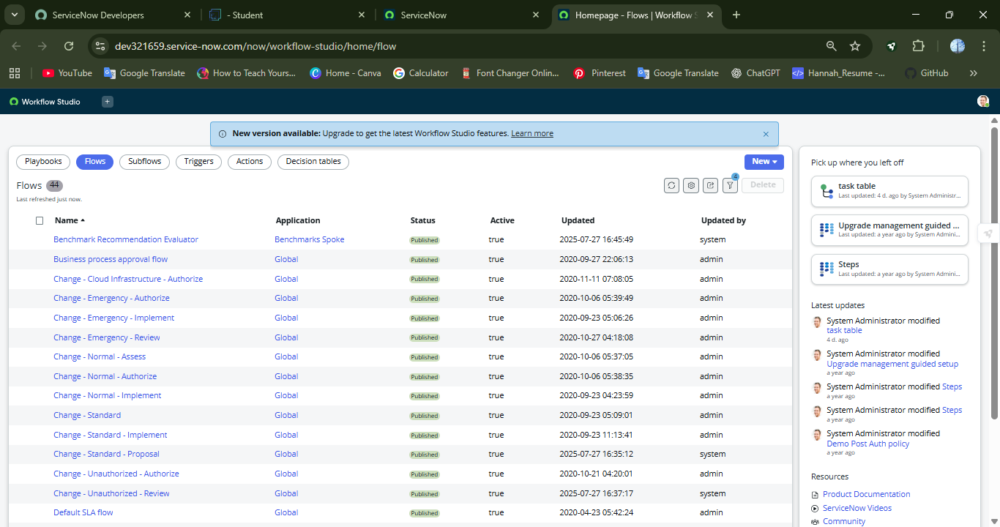 ServiceNow Developers
- Student
ServiceNow
Homepage - Flows | Workflow S
dev321659.service-now.com/now/workflow-studio/home/flow
YouTube
Google Translate
How to Teach Yours...
Home - Canva
Calculator
Font Changer Onlin...
Pinterest
Google Translate
ChatGPT
Hannah_Resume -...
GitHub
Workflow Studio
New version available: Upgrade to get the latest Workflow Studio features. Learn more
Playbooks Flows Subflows Triggers Actions Decision tables New
Flows 44
4
Delete
Last refreshed just now.
Name Application Status Active Updated Updated by
Benchmark Recommendation Evaluator Benchmarks Spoke Published true 2025-07-27 16:45:49 system
Business process approval flow Global Published true 2020-09-27 22:06:13 admin
Change - Cloud Infrastructure - Authorize Global Published true 2020-11-11 07:08:05 admin
Change - Emergency - Authorize Global Published true 2020-10-06 05:39:49 admin
Change - Emergency - Implement Global Published true 2020-09-23 05:06:26 admin
Change - Emergency - Review Global Published true 2020-10-27 04:18:08 admin
Change - Normal - Assess Global Published true 2020-10-06 05:37:05 admin
Change - Normal - Authorize Global Published true 2020-10-06 05:38:35 admin
Change - Normal - Implement Global Published true 2020-09-23 04:23:59 admin
Change - Standard Global Published true 2020-09-23 05:09:01 admin
Change - Standard - Implement Global Published true 2020-09-23 11:13:41 admin
Change - Standard - Proposal Global Published true 2025-07-27 16:35:12 system
Change - Unauthorized - Authorize Global Published true 2020-10-21 04:20:01 admin
Change - Unauthorized - Review Global Published true 2025-07-27 16:37:17 system
Default SLA flow Global Published true 2020-04-23 05:42:24 admin
Pick up where you left off
task table
Last updated: 4 d. ago by System Administr...
Upgrade management guided ...
Last updated: a year ago by System Admini...
Steps
Last updated: a year ago by System Admini...
Latest updates
System Administrator modified
task table
4 d. ago
System Administrator modified
Upgrade management guided setup
a year ago
System Administrator modified Steps
a year ago
System Administrator modified Steps
a year ago
System Administrator modified
Demo Post Auth policy
a year ago
Resources
Product Documentation
ServiceNow Videos
Community